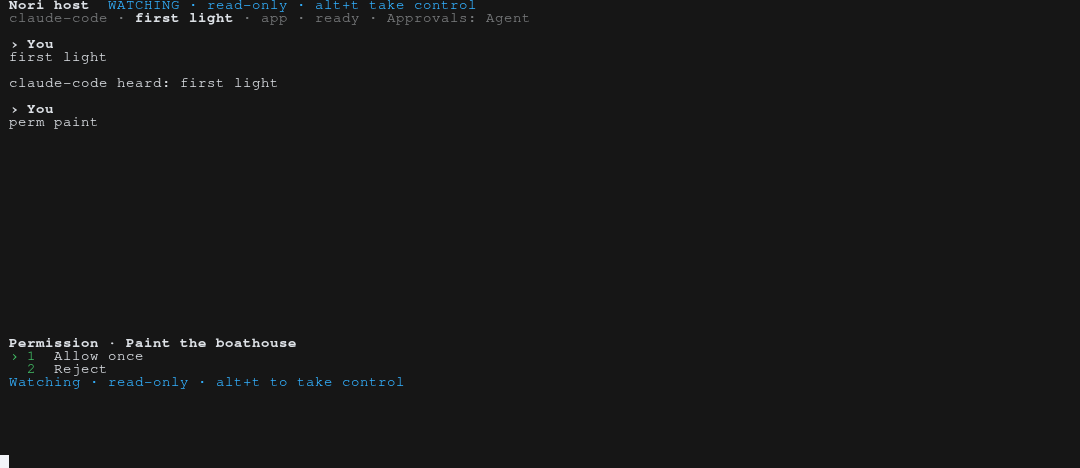 Nori host  WATCHING · read-only · alt+t take control
claude-code · first light · app · ready · Approvals: Agent
› You
first light
claude-code heard: first light
› You
perm paint
Permission · Paint the boathouse
› 1  Allow once
  2  Reject
Watching · read-only · alt+t to take control